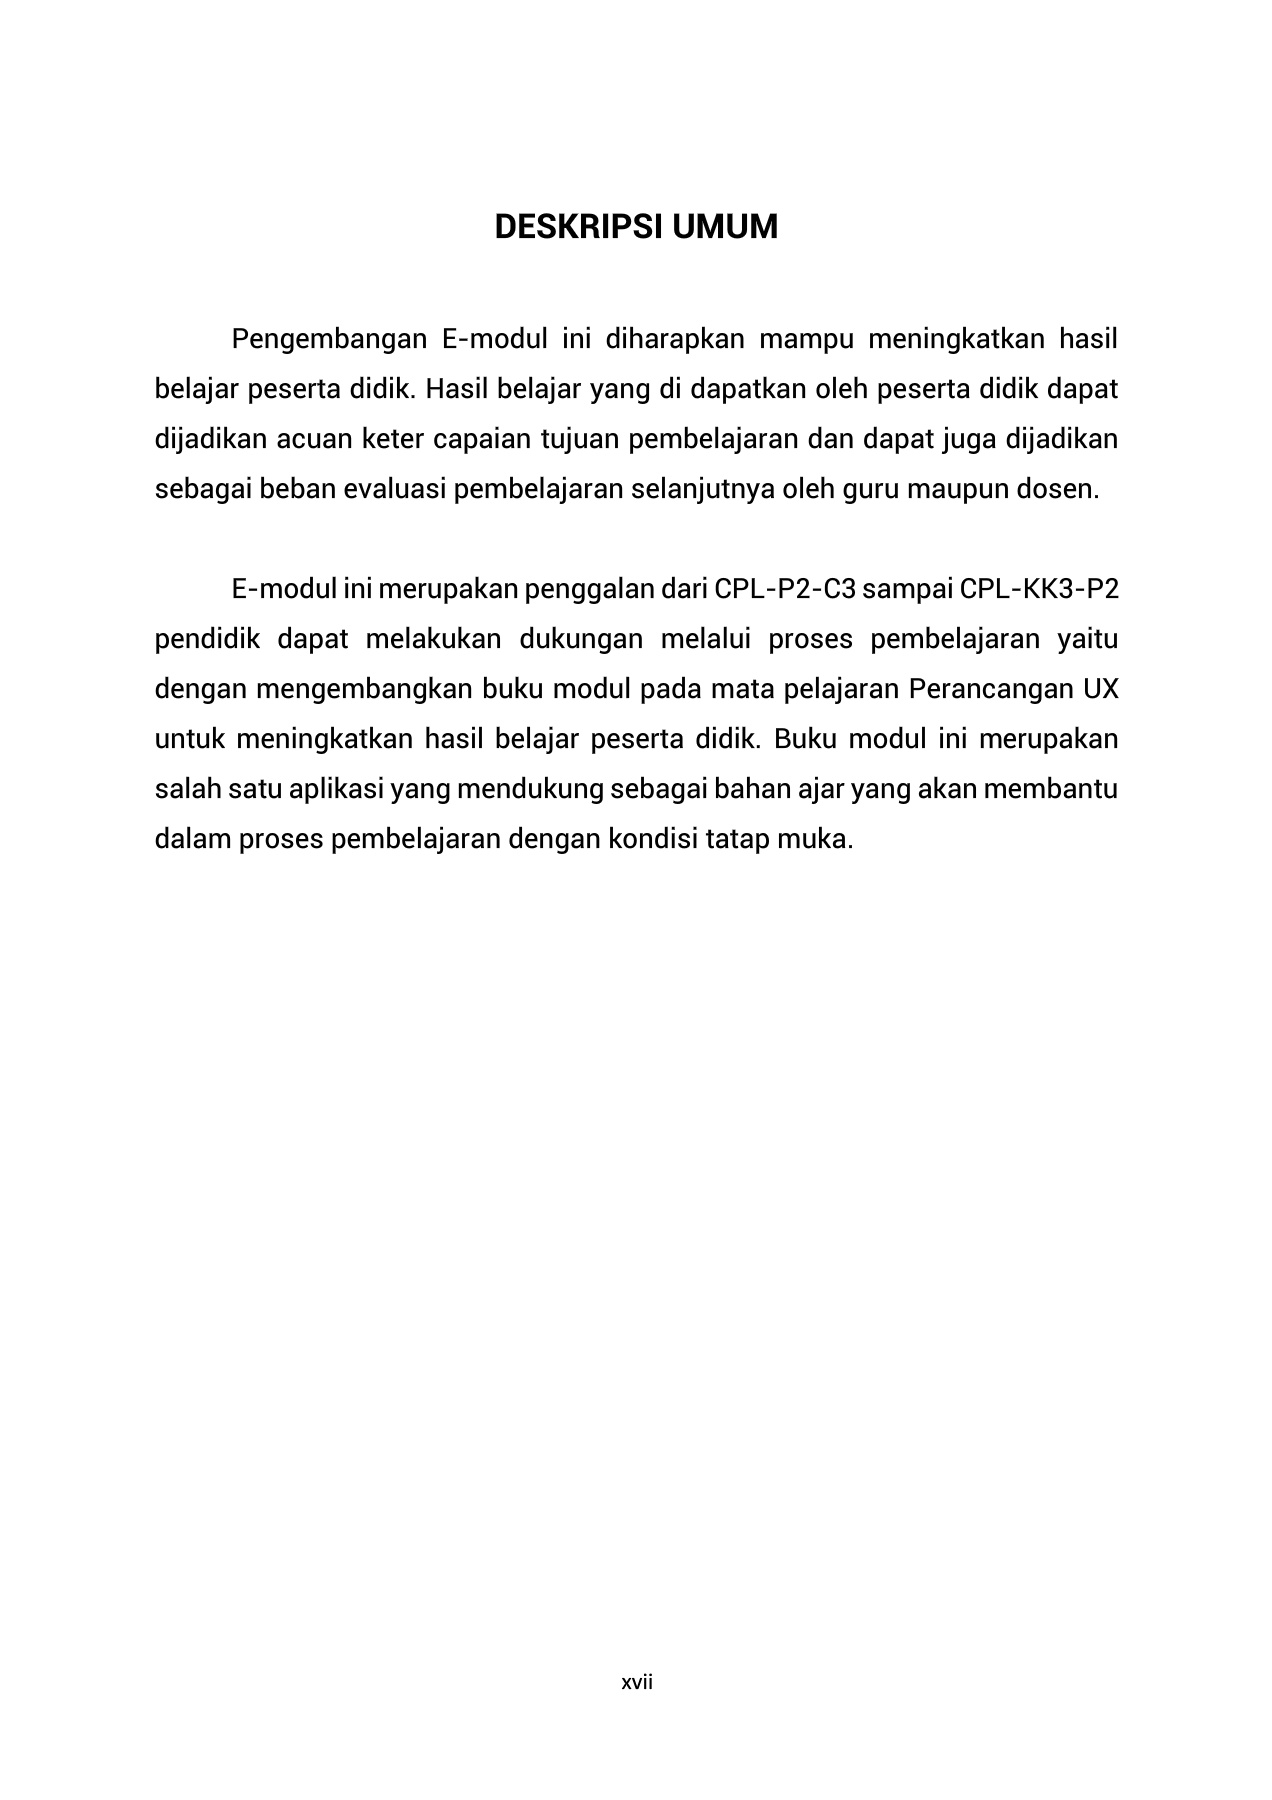 DESKRIPSI UMUM
Pengembangan E-modul ini diharapkan mampu meningkatkan hasil
belajar peserta didik. Hasil belajar yang di dapatkan oleh peserta didik dapat
dijadikan acuan keter capaian tujuan pembelajaran dan dapat juga dijadikan
sebagai beban evaluasi pembelajaran selanjutnya oleh guru maupun dosen.
E-modul ini merupakan penggalan dari CPL-P2-C3 sampai CPL-KK3-P2
pendidik dapat melakukan dukungan melalui proses pembelajaran yaitu
dengan mengembangkan buku modul pada mata pelajaran Perancangan UX
untuk meningkatkan hasil belajar peserta didik. Buku modul ini merupakan
salah satu aplikasi yang mendukung sebagai bahan ajar yang akan membantu
dalam proses pembelajaran dengan kondisi tatap muka.
xvii